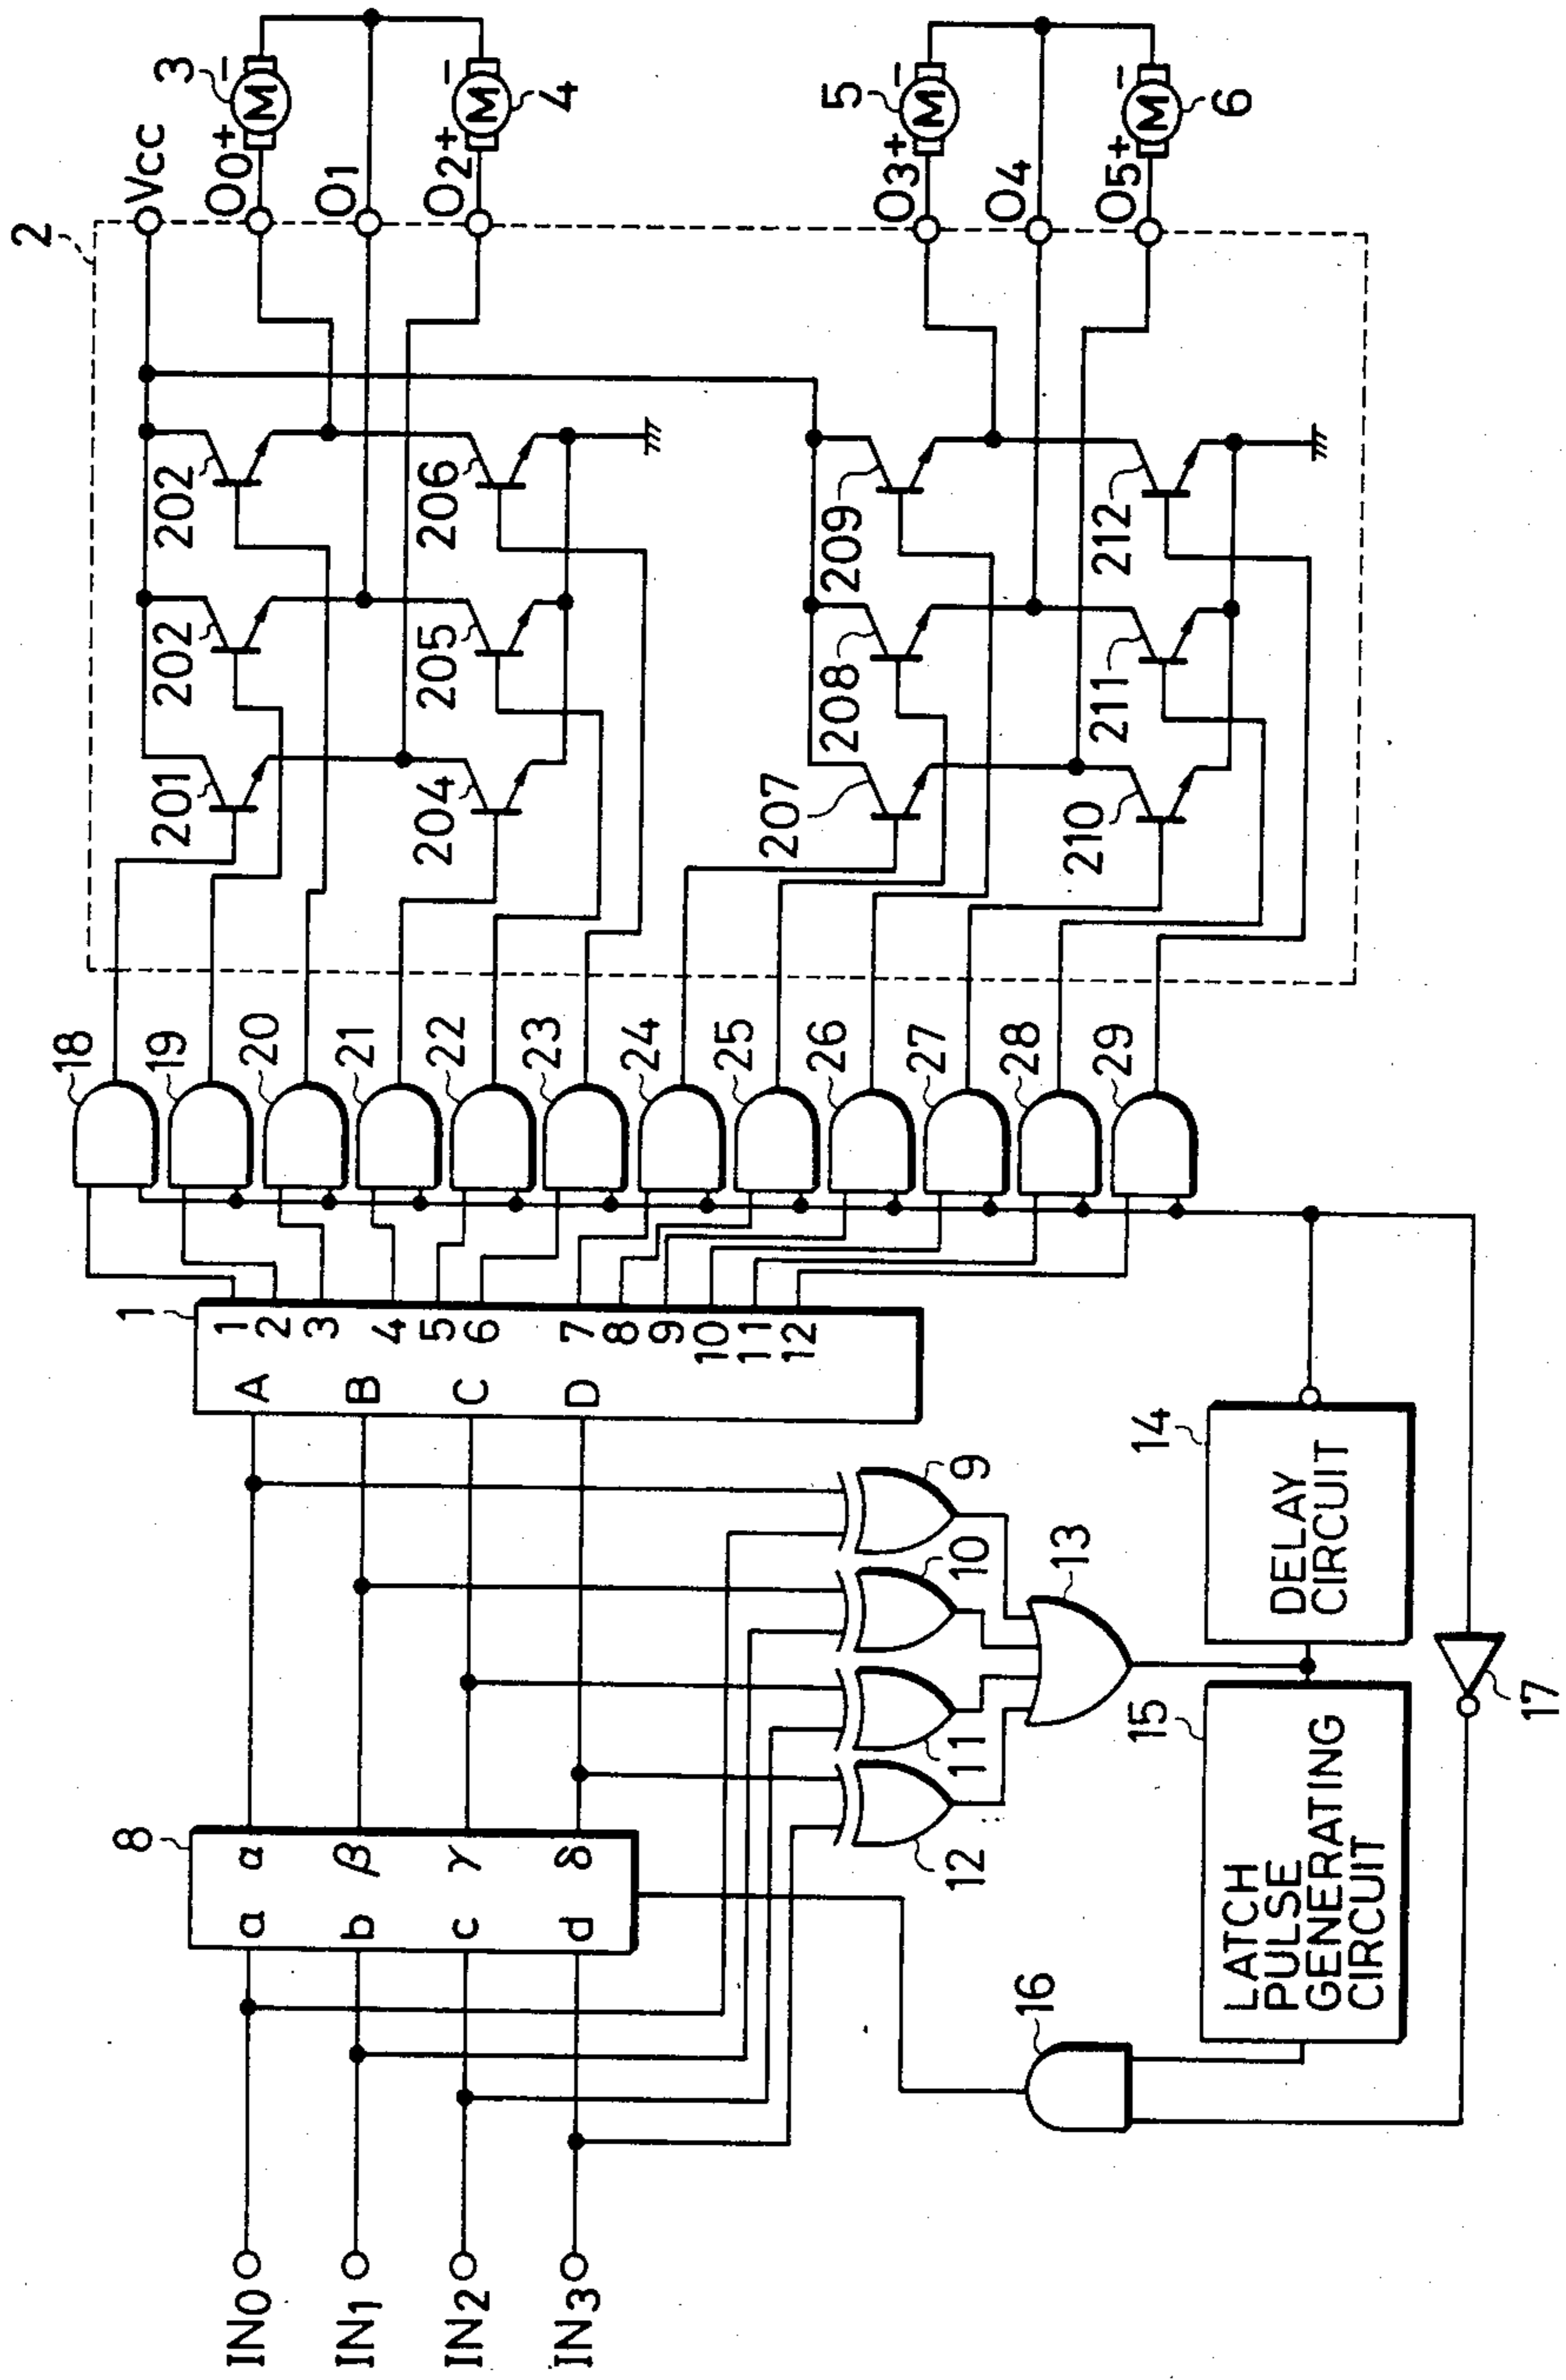 2
Vcc
O0+
3
M
−
O1
O2+
4
M
−
O3+
5
M
−
O4
O5+
6
M
−
201
202
202
204
205
206
207
208
209
210
211
212
18
19
20
21
22
23
24
25
26
27
28
29
1
A
B
C
D
1
2
3
4
5
6
7
8
9
10
11
12
8
a
b
c
d
α
β
γ
δ
9
10
11
12
13
14
DELAY
CIRCUIT
15
LATCH
PULSE
GENERATING
CIRCUIT
16
17
IN0
IN1
IN2
IN3